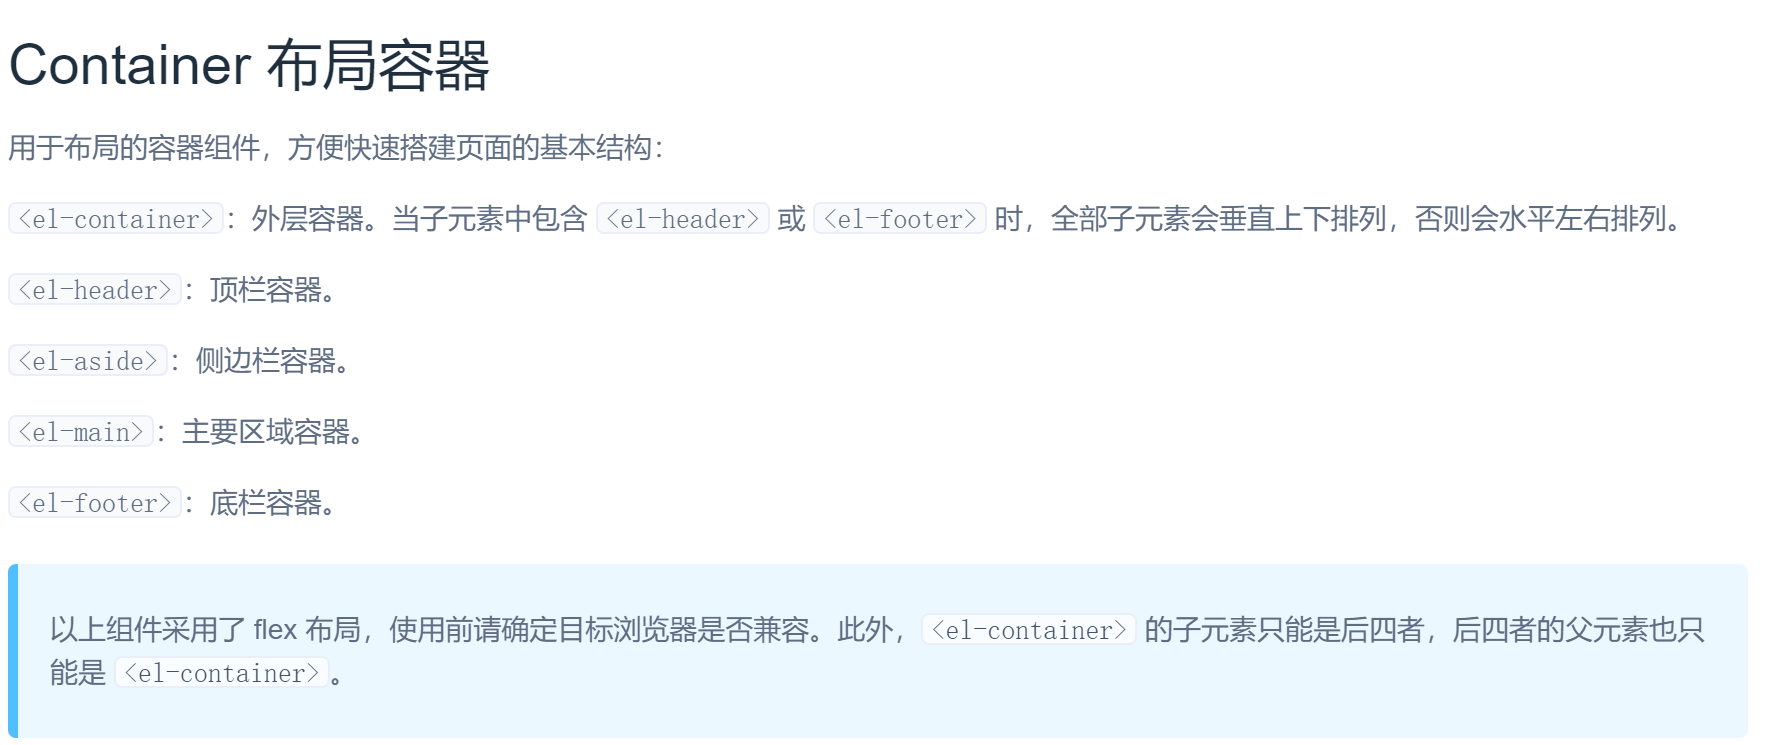 Container 布局容器
用于布局的容器组件，方便快速搭建页面的基本结构：
<el-container>：外层容器。当子元素中包含 <el-header> 或 <el-footer> 时，全部子元素会垂直上下排列，否则会水平左右排列。
<el-header>：顶栏容器。
<el-aside>：侧边栏容器。
<el-main>：主要区域容器。
<el-footer>：底栏容器。
以上组件采用了 flex 布局，使用前请确定目标浏览器是否兼容。此外， <el-container> 的子元素只能是后四者，后四者的父元素也只
能是 <el-container>。